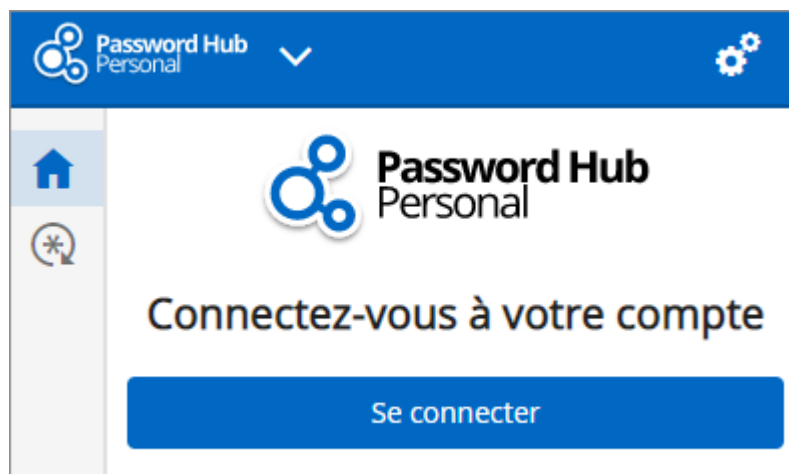 Password Hub
Personal
Password Hub
Personal
Connectez-vous à votre compte
Se connecter